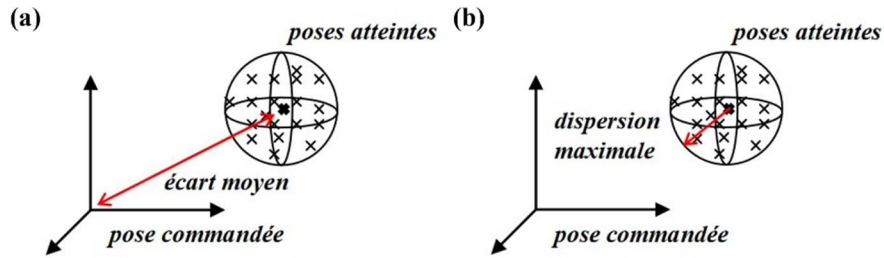 (a)
poses atteintes
écart moyen
pose commandée
(b)
poses atteintes
dispersion
maximale
pose commandée